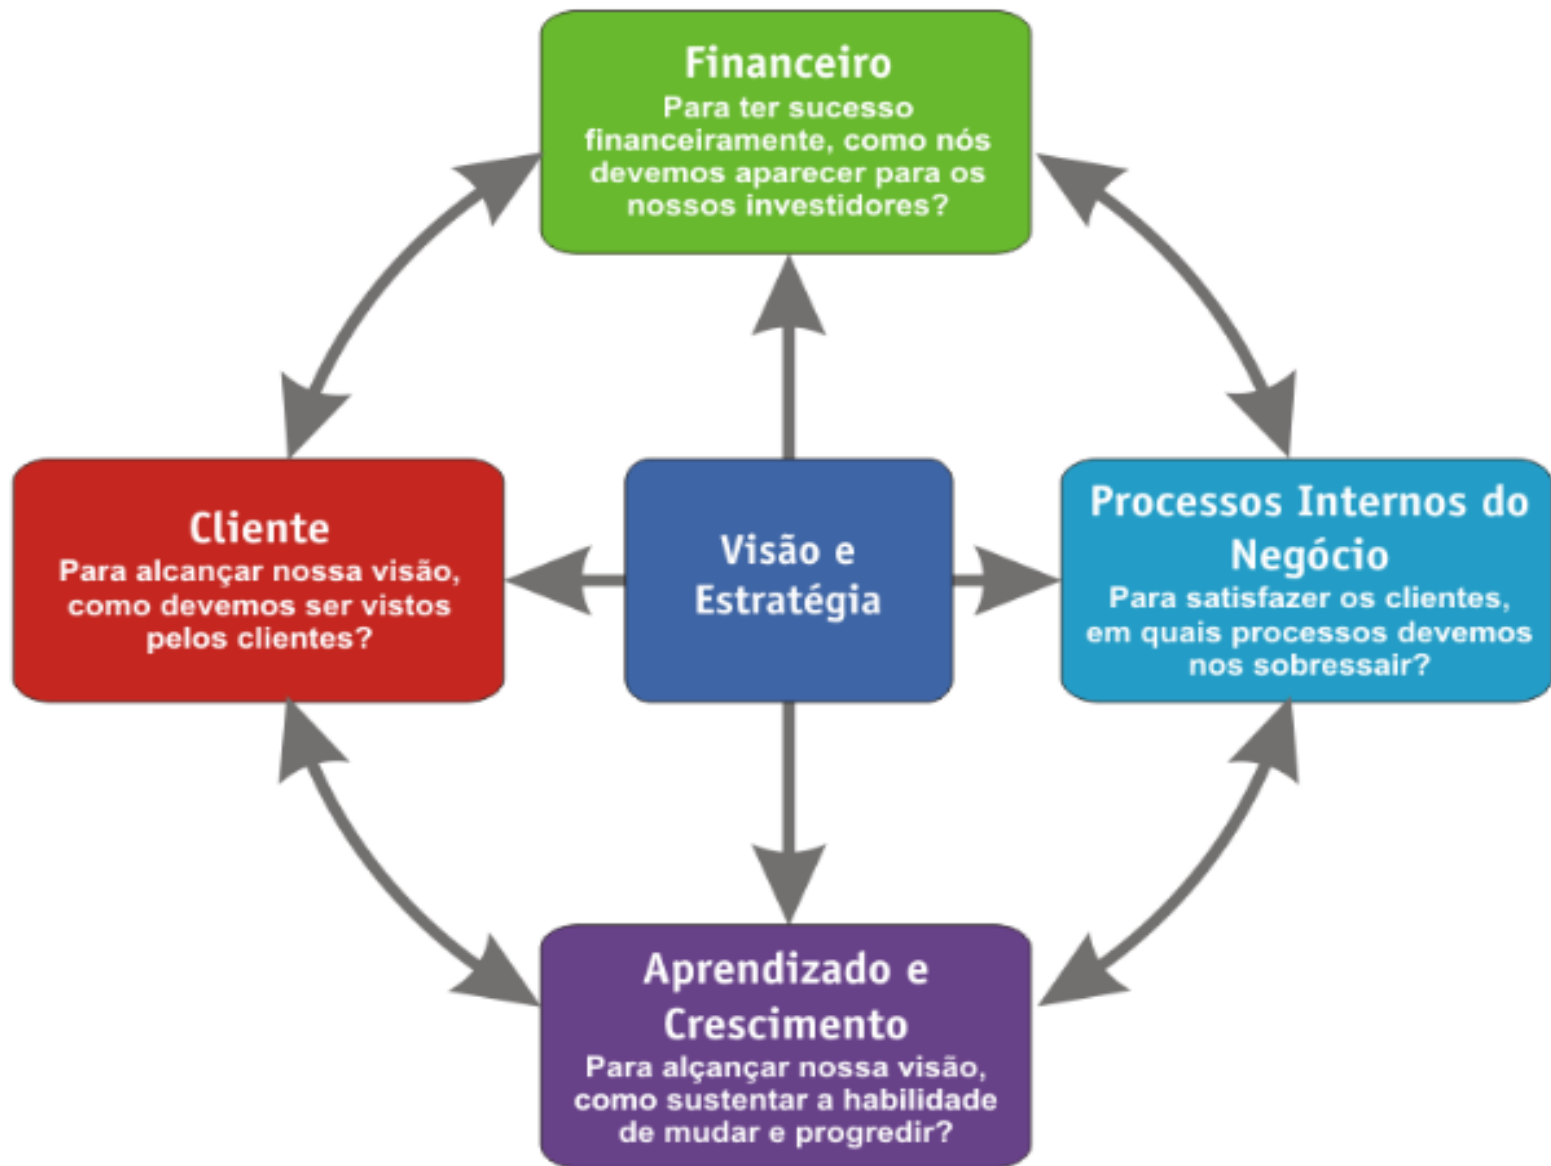 Financeiro
Para ter sucesso
financeiramente, como nós
devemos aparecer para os
nossos investidores?
Cliente
Para alcançar nossa visão,
como devemos ser vistos
pelos clientes?
Visão e
Estratégia
Processos Internos do
Negócio
Para satisfazer os clientes,
em quais processos devemos
nos sobressair?
Aprendizado e
Crescimento
Para alçançar nossa visão,
como sustentar a habilidade
de mudar e progredir?